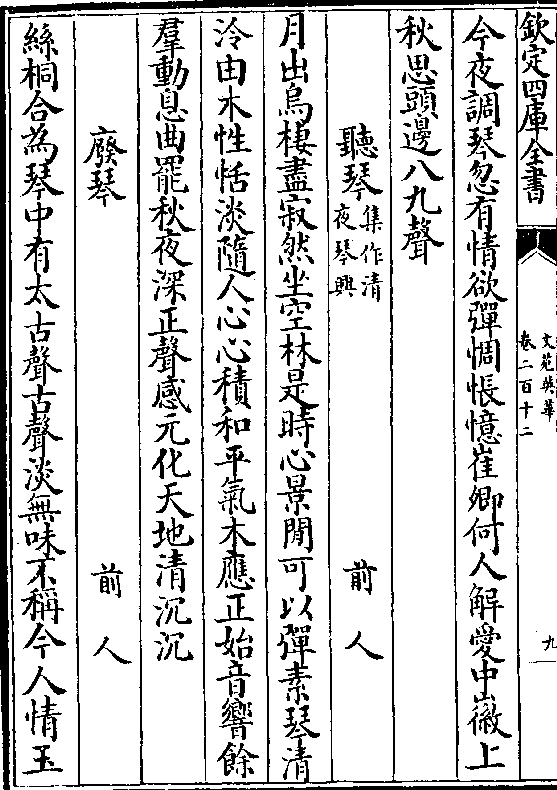 欽定四庫全書
文苑英華
卷二百十二
九
今夜調琴忽有情欲彈惆悵憶崔卿何人解愛中徽上
秋思頭邊八九聲
聽琴集作清夜琴興
前人
月出烏棲盡寂然坐空林是時心景閒可以彈素琴清
泠由木性恬淡隨人心心積和平氣木應正始音響餘
羣動息曲罷秋夜深正聲感元化天地清沉沉
廢琴
前人
絲桐合為琴中有太古聲古聲淡無味不稱今人情玉